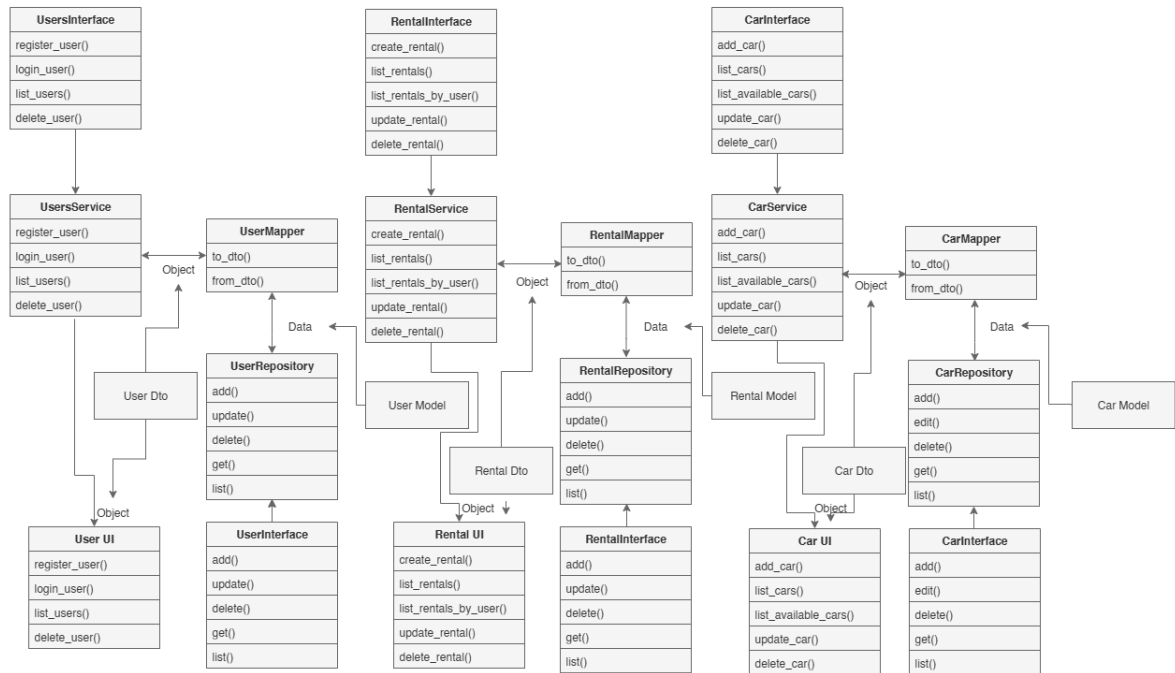 UsersInterface
register_user()
login_user()
list_users()
delete_user()
RentalInterface
create_rental()
list_rentals()
list_rentals_by_user()
update_rental()
delete_rental()
CarInterface
add_car()
list_cars()
list_available_cars()
update_car()
delete_car()
UsersService
register_user()
login_user()
list_users()
delete_user()
Object
UserMapper
to_dto()
from_dto()
Data
User Dto
UserRepository
add()
update()
delete()
get()
list()
User Model
Object
User UI
register_user()
login_user()
list_users()
delete_user()
UserInterface
add()
update()
delete()
get()
list()
RentalService
create_rental()
list_rentals()
list_rentals_by_user()
update_rental()
delete_rental()
Object
RentalMapper
to_dto()
from_dto()
Data
Rental Dto
RentalRepository
add()
update()
delete()
get()
list()
Rental Model
Object
Rental UI
create_rental()
list_rentals()
list_rentals_by_user()
update_rental()
delete_rental()
RentalInterface
add()
update()
delete()
get()
list()
CarService
add_car()
list_cars()
list_available_cars()
update_car()
delete_car()
Object
CarMapper
to_dto()
from_dto()
Data
Car Dto
CarRepository
add()
edit()
delete()
get()
list()
Car Model
Object
Car UI
add_car()
list_cars()
list_available_cars()
update_car()
delete_car()
CarInterface
add()
edit()
delete()
get()
list()